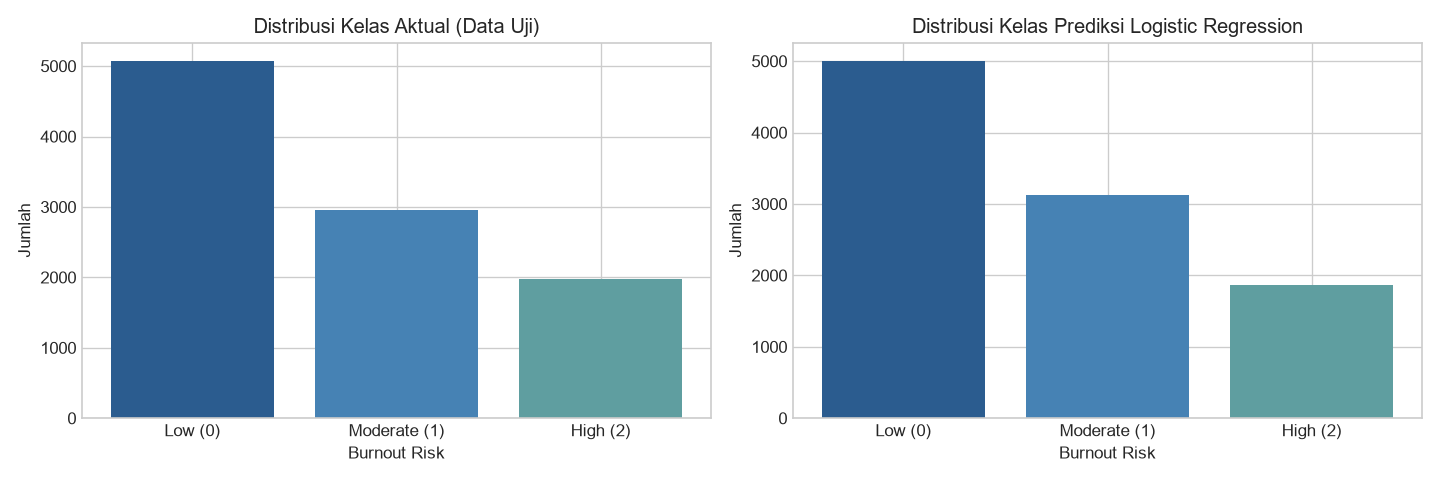 Distribusi Kelas Aktual (Data Uji)
Jumlah
5000
4000
3000
2000
1000
0
Low (0)
Moderate (1)
High (2)
Burnout Risk
Distribusi Kelas Prediksi Logistic Regression
Jumlah
5000
4000
3000
2000
1000
0
Low (0)
Moderate (1)
High (2)
Burnout Risk